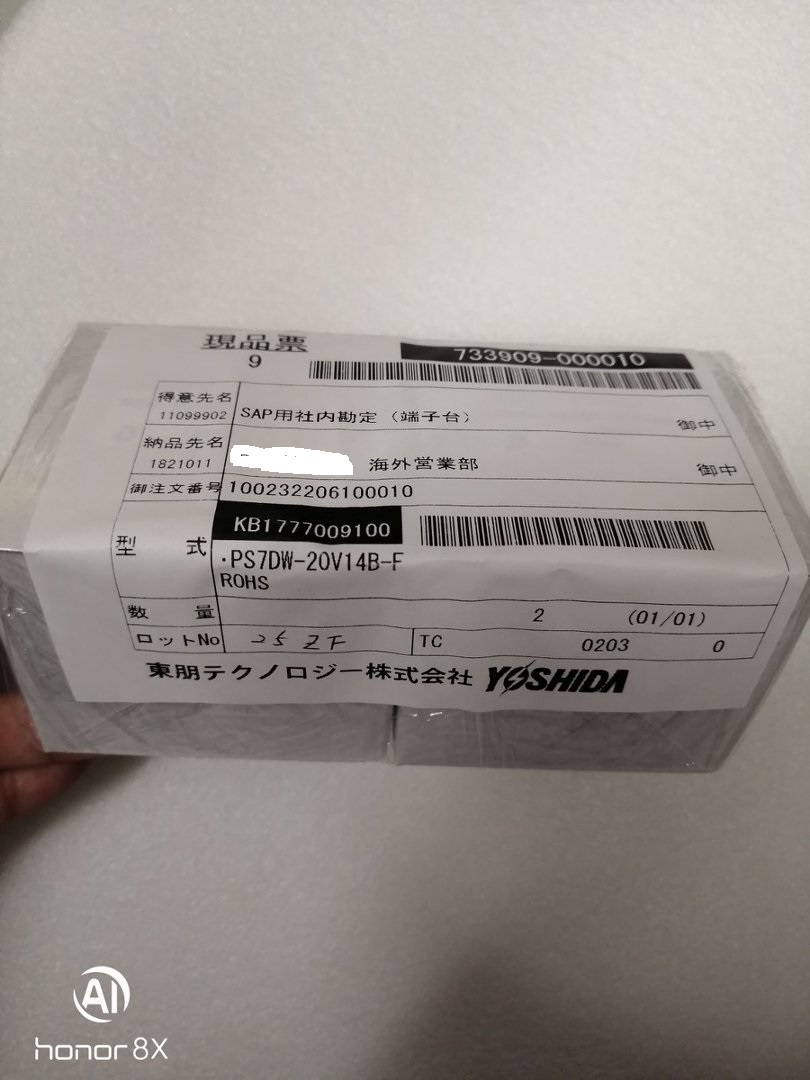 現品票
9
733909-000010
得意先名
11099902
SAP用社内勘定 (端子台)
御中
納品先名
1821011
海外営業部
御中
御注文番号
100232206100010
型 式
KB1777009100
・PS7DW-20V14B-F
ROHS
数 量
2 (01/01)
ロットNo
TC 0203 0
東朋テクノロジー株式会社 YOSHIDA
AI
honor 8X